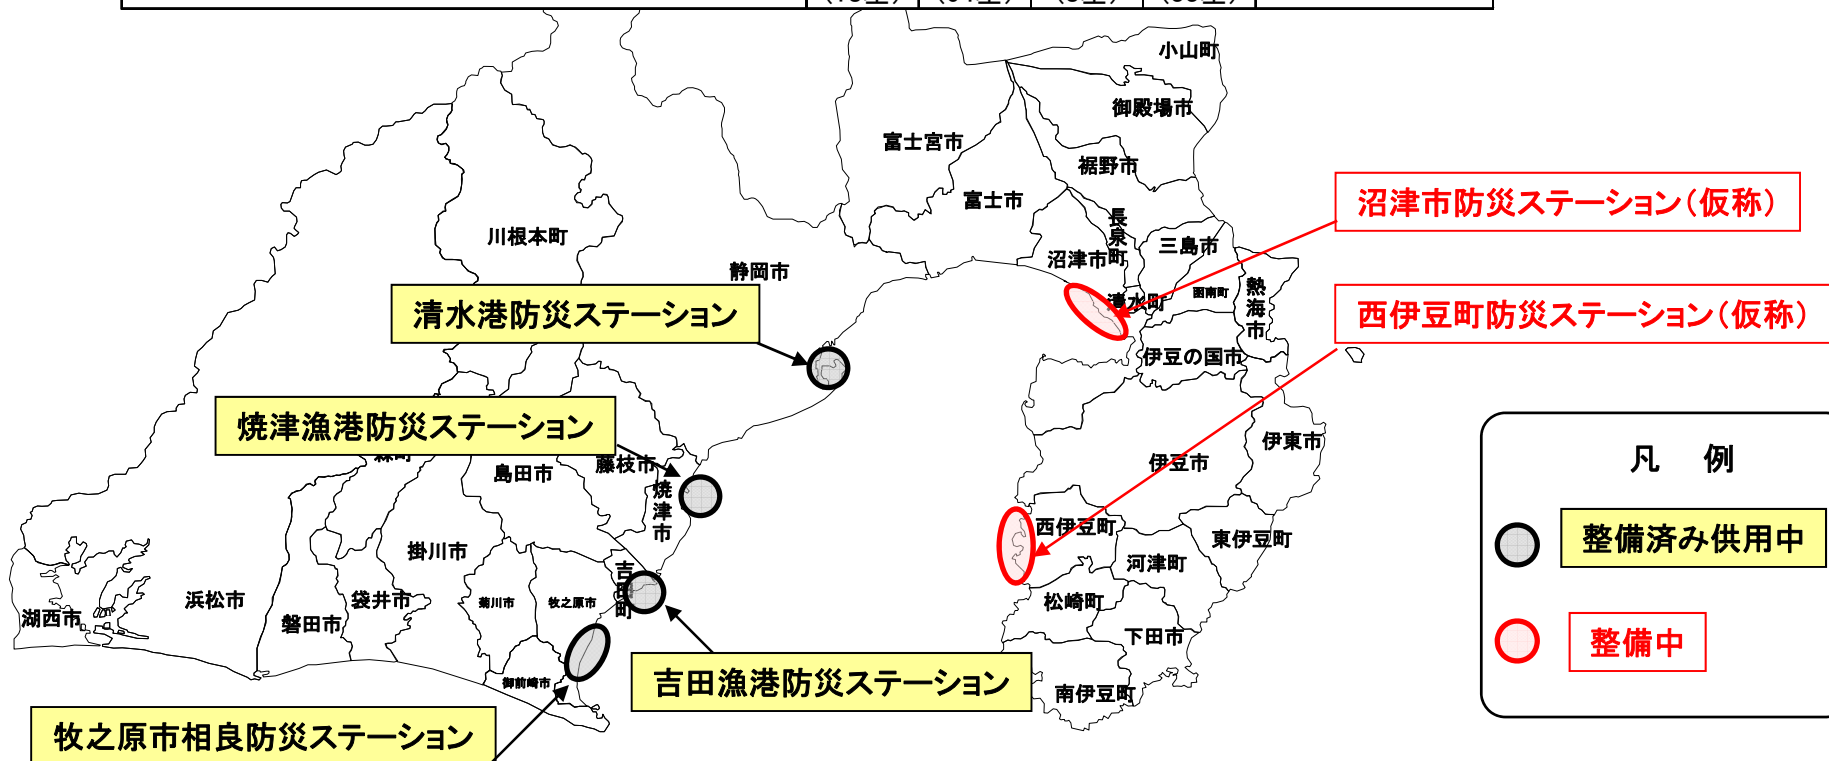 小山町
御殿場市
富士宮市
裾野市
富士市
沼津市防災ステーション(仮称)
長泉町
川根本町
三島市
沼津市
静岡市
函南町
熱海市
清水町
清水港防災ステーション
西伊豆町防災ステーション(仮称)
伊豆の国市
焼津漁港防災ステーション
伊東市
凡 例
森町
藤枝市
伊豆市
島田市
焼津市
西伊豆町
整備済み供用中
東伊豆町
掛川市
河津町
吉田町
浜松市
袋井市
菊川市
牧之原市
松崎町
湖西市
磐田市
下田市
整備中
御前崎市
吉田漁港防災ステーション
南伊豆町
牧之原市相良防災ステーション